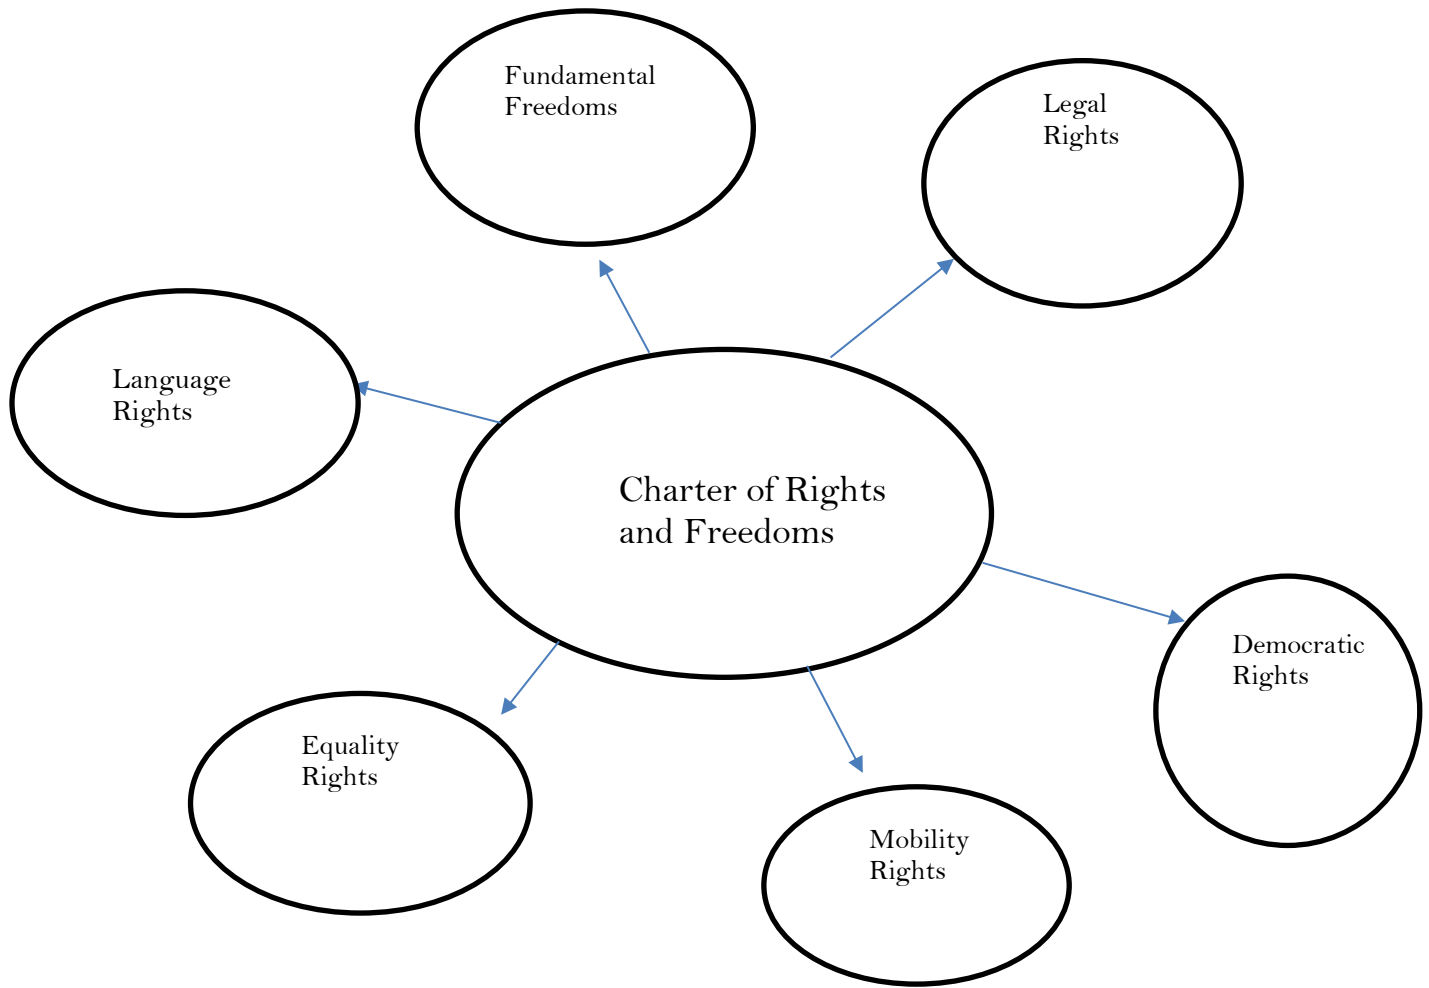 Fundamental
Freedoms
Legal
Rights
Language
Rights
Charter of Rights
and Freedoms
Democratic
Rights
Equality
Rights
Mobility
Rights